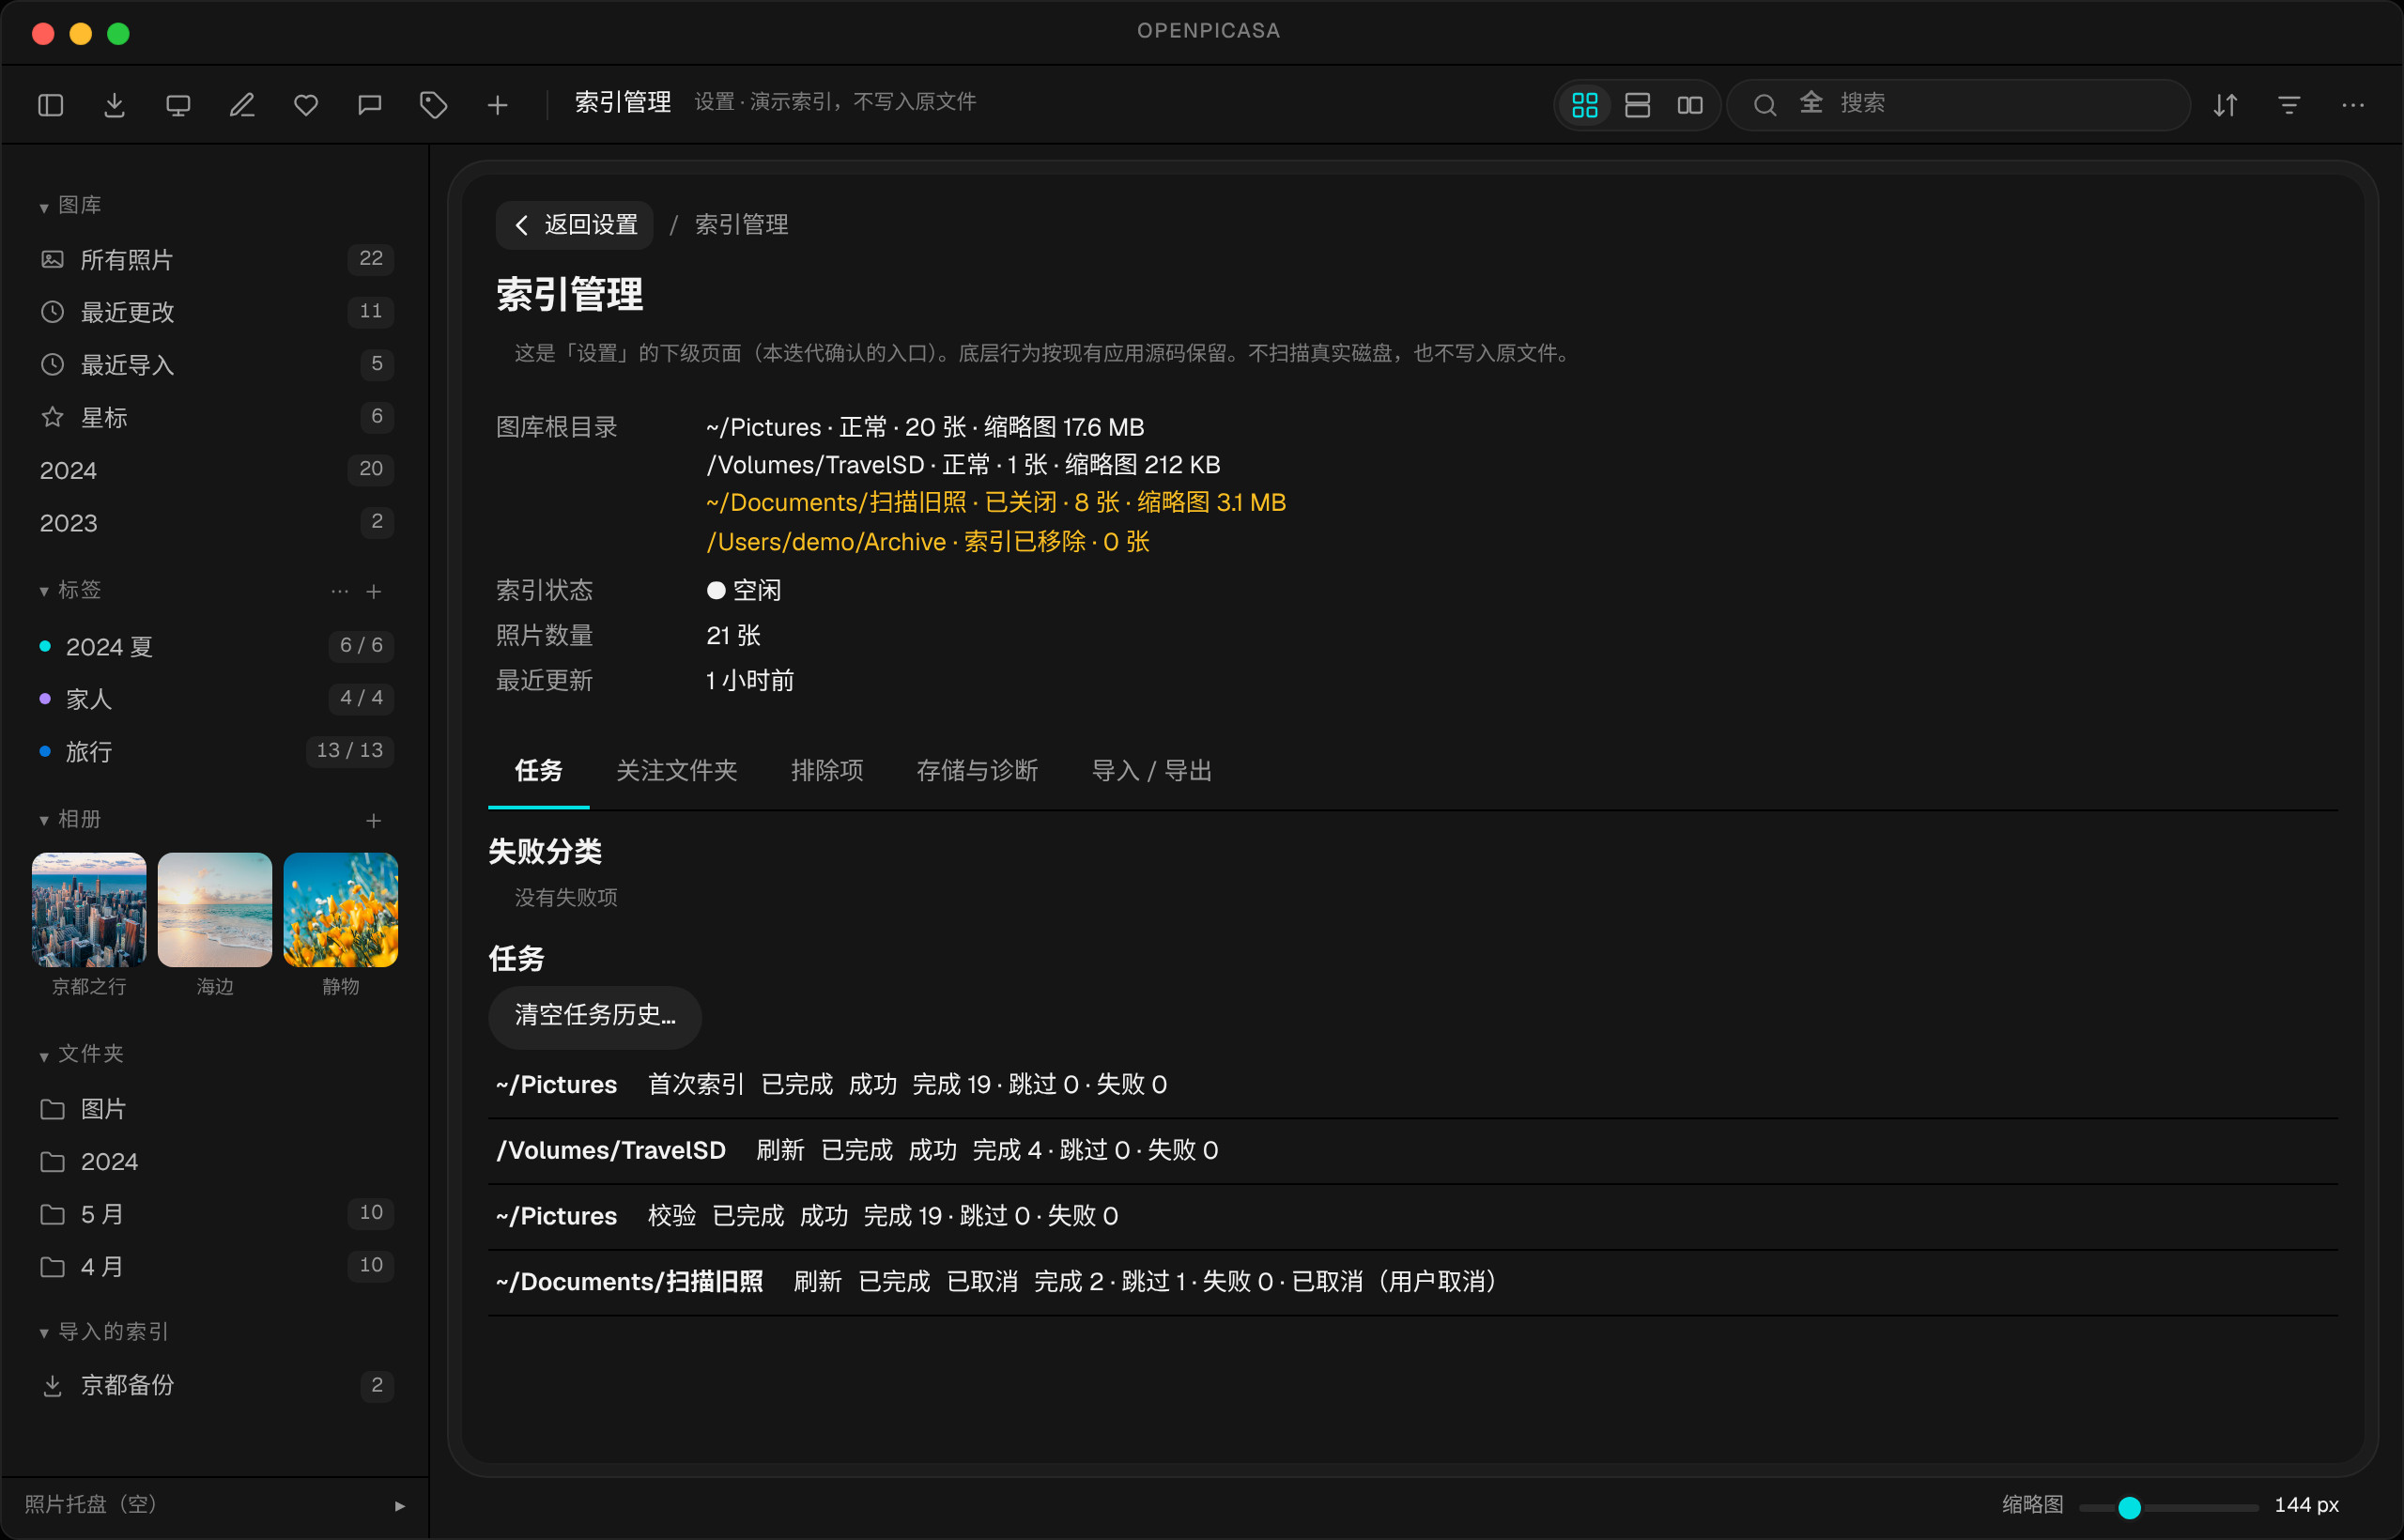 OPENPICASA
索引管理 设置 · 演示索引，不写入原文件
全 搜索
▾ 图库
所有照片 22
最近更改 11
最近导入 5
星标 6
2024 20
2023 2
▾ 标签 ··· +
2024 夏 6 / 6
家人 4 / 4
旅行 13 / 13
▾ 相册 +
京都之行 海边 静物
▾ 文件夹
图片
2024
5 月 10
4 月 10
▾ 导入的索引
京都备份 2
照片托盘（空） ▸
返回设置 / 索引管理
索引管理
这是「设置」的下级页面（本迭代确认的入口）。底层行为按现有应用源码保留。不扫描真实磁盘，也不写入原文件。
图库根目录 ~/Pictures · 正常 · 20 张 · 缩略图 17.6 MB
/Volumes/TravelSD · 正常 · 1 张 · 缩略图 212 KB
~/Documents/扫描旧照 · 已关闭 · 8 张 · 缩略图 3.1 MB
/Users/demo/Archive · 索引已移除 · 0 张
索引状态 ● 空闲
照片数量 21 张
最近更新 1 小时前
任务 关注文件夹 排除项 存储与诊断 导入 / 导出
失败分类
没有失败项
任务
清空任务历史…
~/Pictures 首次索引 已完成 成功 完成 19 · 跳过 0 · 失败 0
/Volumes/TravelSD 刷新 已完成 成功 完成 4 · 跳过 0 · 失败 0
~/Pictures 校验 已完成 成功 完成 19 · 跳过 0 · 失败 0
~/Documents/扫描旧照 刷新 已完成 已取消 完成 2 · 跳过 1 · 失败 0 · 已取消（用户取消）
缩略图 144 px